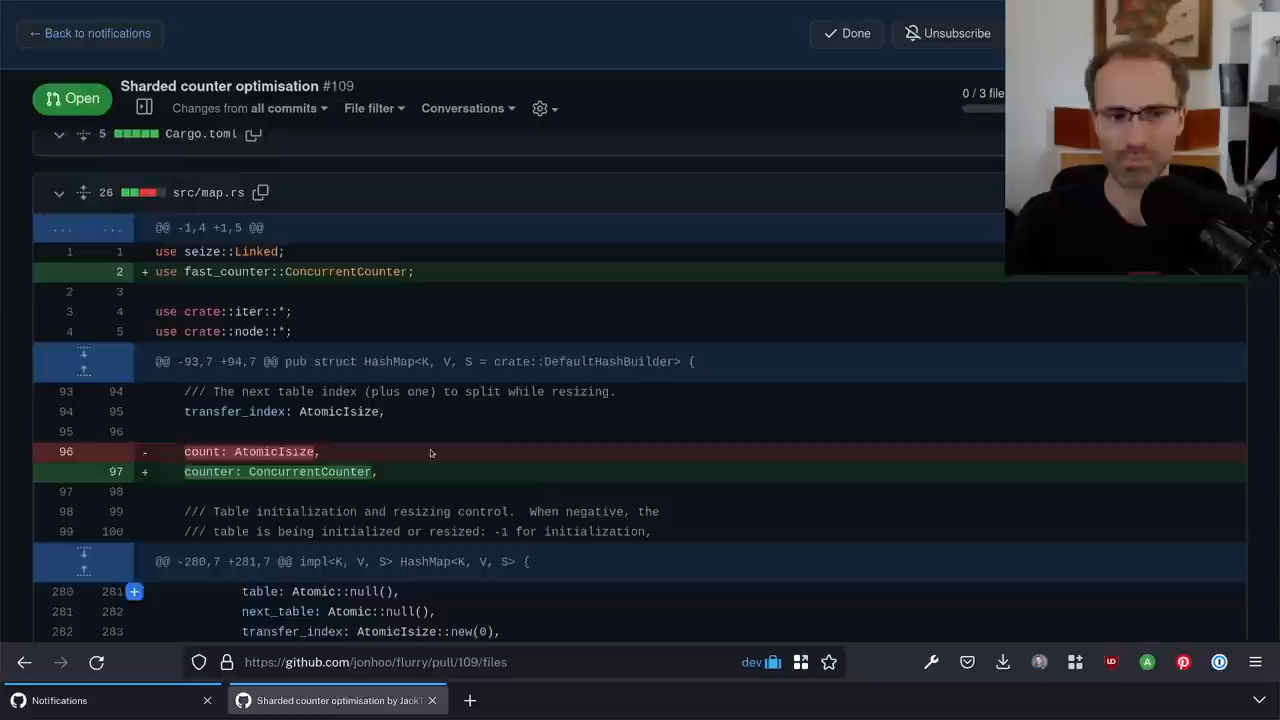 ← Back to notifications
Done
Unsubscribe
Open
Sharded counter optimisation #109
Changes from all commits
File filter
Conversations
0 / 3 file
5 Cargo.toml
26 src/map.rs
... ... @@ -1,4 +1,5 @@
1 1 use seize::Linked;
2 + use fast_counter::ConcurrentCounter;
2 3
3 4 use crate::iter::*;
4 5 use crate::node::*;
@@ -93,7 +94,7 @@ pub struct HashMap<K, V, S = crate::DefaultHashBuilder> {
93 94 /// The next table index (plus one) to split while resizing.
94 95 transfer_index: AtomicIsize,
95 96
96 - count: AtomicIsize,
97 + counter: ConcurrentCounter,
97 98
98 99 /// Table initialization and resizing control.  When negative, the
99 100 /// table is being initialized or resized: -1 for initialization,
@@ -280,7 +281,7 @@ impl<K, V, S> HashMap<K, V, S> {
280 281 table: Atomic::null(),
281 282 next_table: Atomic::null(),
282 283 transfer_index: AtomicIsize::new(0),
https://github.com/jonhoo/flurry/pull/109/files
dev
Notifications
Sharded counter optimisation by Jack